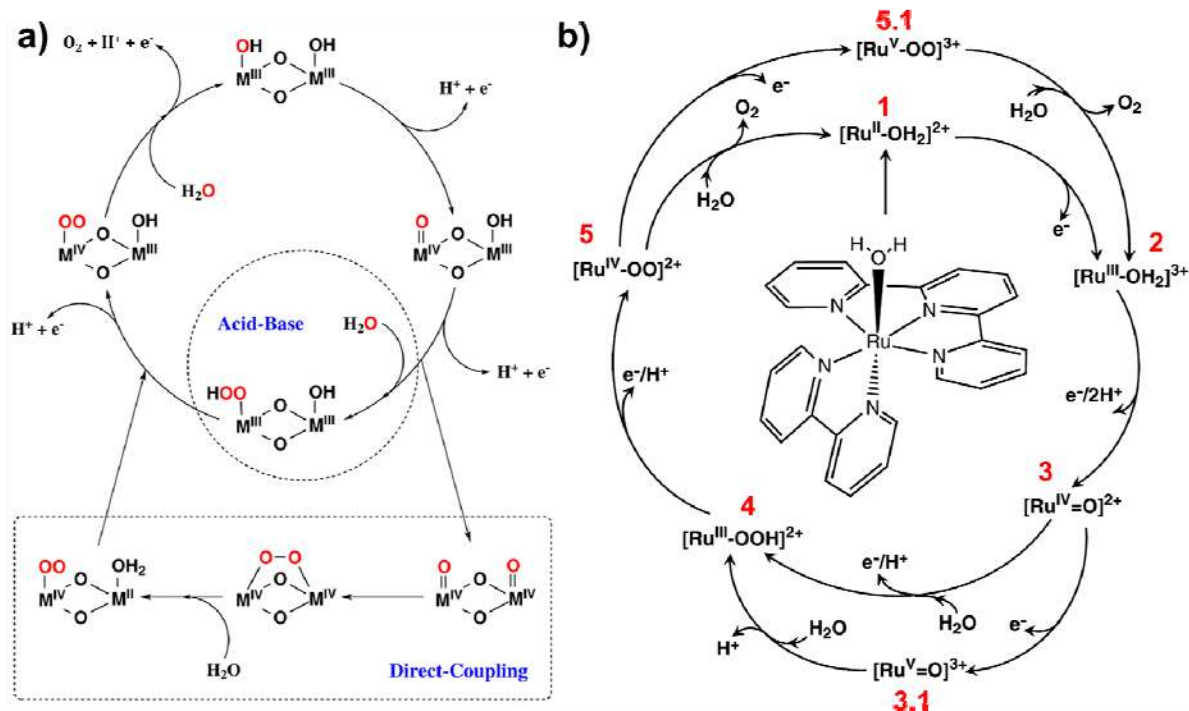 a)
O₂ + H⁺ + e⁻
OH
OH
Mᴵᴵᴵ
O
O
Mᴵᴵᴵ
H⁺ + e⁻
H₂O
OO
OH
Mᴵⱽ
O
O
Mᴵᴵᴵ
O
OH
Mᴵⱽ
O
O
Mᴵᴵᴵ
H⁺ + e⁻
Acid-Base
H₂O
H⁺ + e⁻
HOO
OH
Mᴵᴵᴵ
O
O
Mᴵᴵᴵ
OO
OH₂
Mᴵⱽ
O
O
Mᴵᴵ
H₂O
O–O
Mᴵⱽ
O
O
Mᴵⱽ
O
O
Mᴵⱽ
O
O
Mᴵⱽ
Direct-Coupling
b)
5.1
[Ruⱽ-OO]³⁺
e⁻
H₂O
O₂
1
[Ruᴵᴵ-OH₂]²⁺
O₂
H₂O
e⁻
5
[Ruᴵⱽ-OO]²⁺
2
[Ruᴵᴵᴵ-OH₂]³⁺
H
H
O
N
N
Ru
N
N
N
e⁻/H⁺
e⁻/2H⁺
3
[Ruᴵⱽ=O]²⁺
4
[Ruᴵᴵᴵ-OOH]²⁺
e⁻/H⁺
H₂O
H⁺
H₂O
e⁻
[Ruⱽ=O]³⁺
3.1